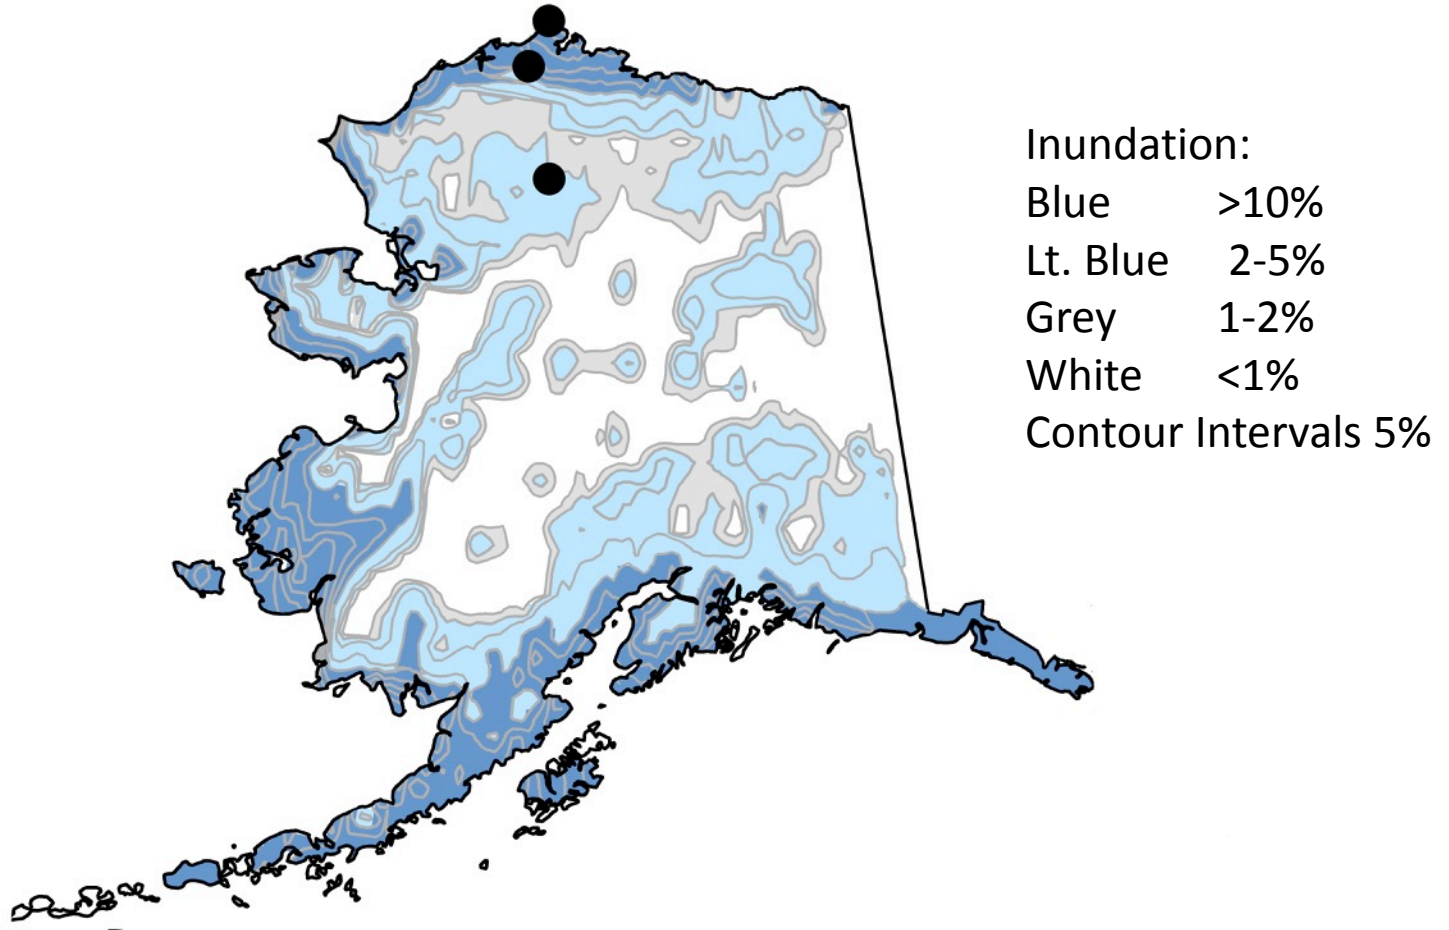 Inundation:
Blue >10%
Lt. Blue 2-5%
Grey 1-2%
White <1%
Contour Intervals 5%